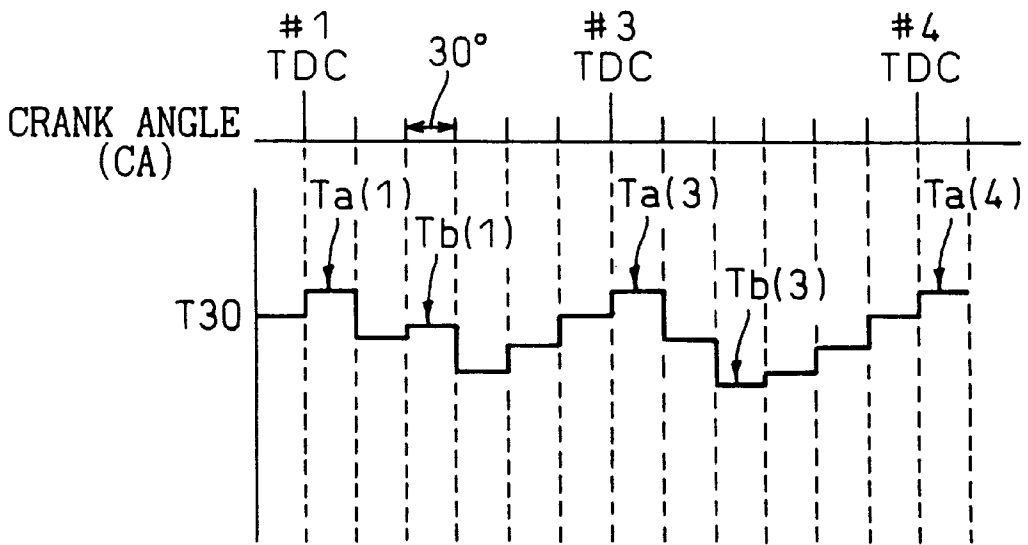 #1
TDC
30°
#3
TDC
#4
TDC
CRANK ANGLE
(CA)
Ta(1)
Tb(1)
Ta(3)
Tb(3)
Ta(4)
T30